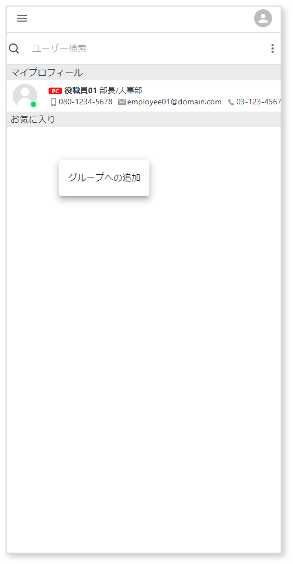 ユーザー検索
マイプロフィール
PC 役職員01 部長/人事部
080-1234-5678 employee01@domain.com 03-123-4567
お気に入り
グループへの追加